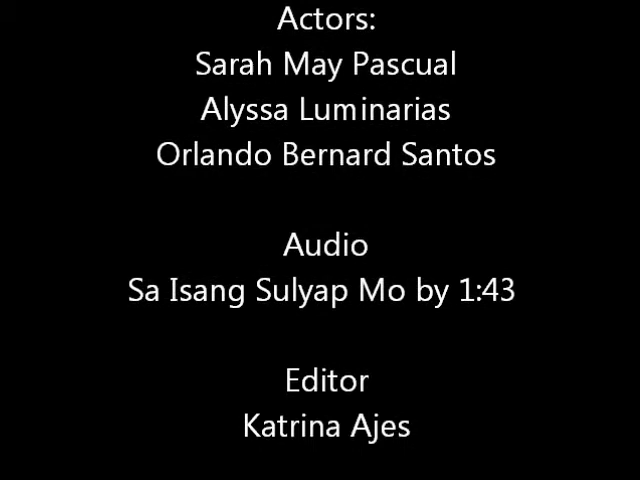 Actors:
Sarah May Pascual
Alyssa Luminarias
Orlando Bernard Santos
Audio
Sa Isang Sulyap Mo by 1:43
Editor
Katrina Ajes